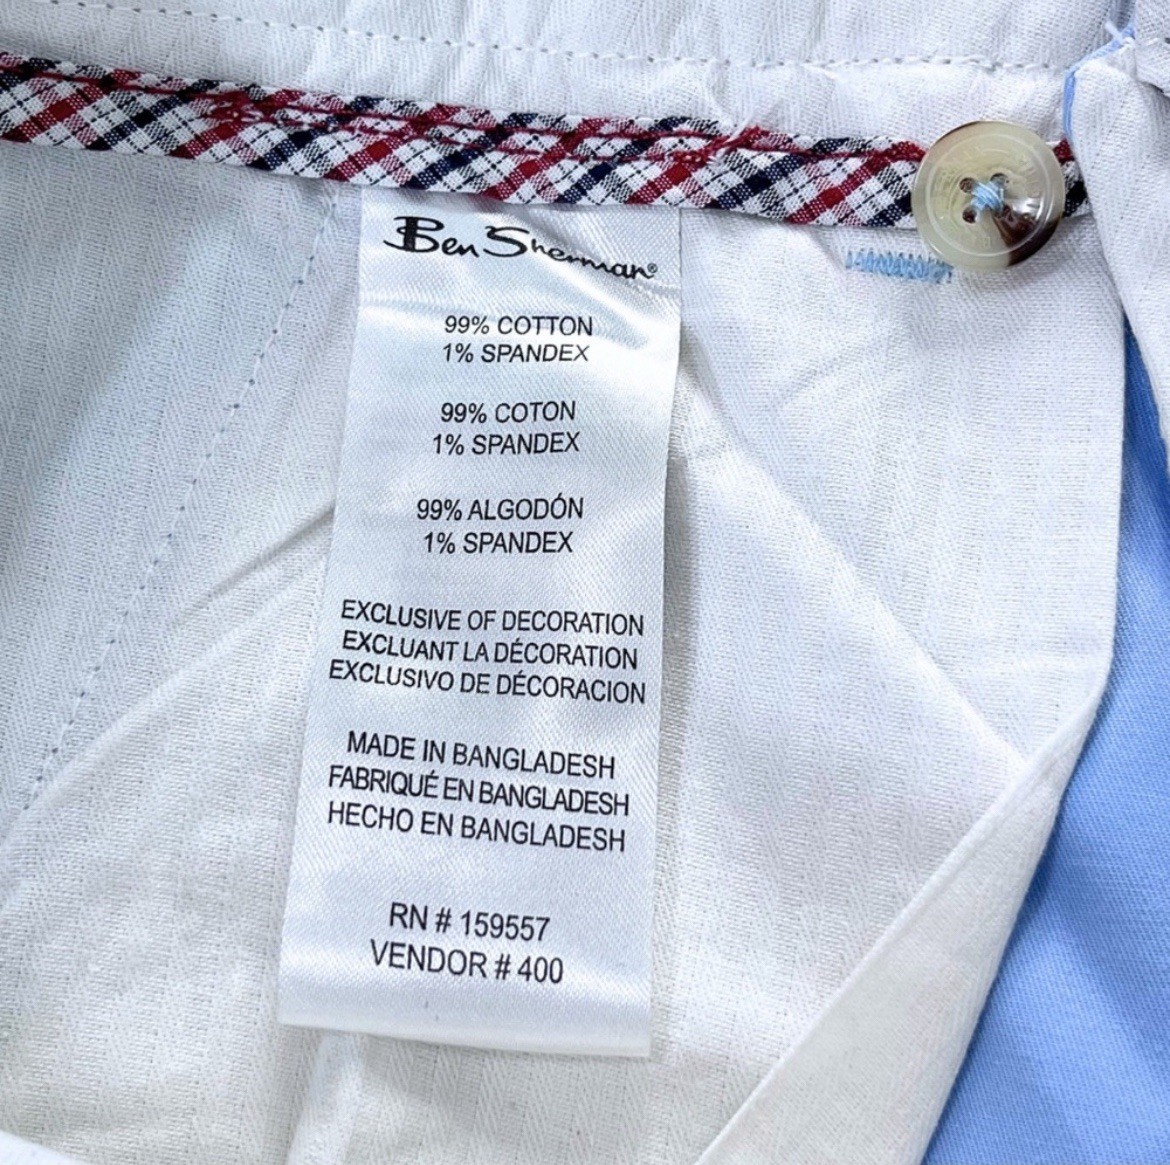 Ben Sherman®
99% COTTON
1% SPANDEX
99% COTON
1% SPANDEX
99% ALGODÓN
1% SPANDEX
EXCLUSIVE OF DECORATION
EXCLUANT LA DÉCORATION
EXCLUSIVO DE DÉCORACION
MADE IN BANGLADESH
FABRIQUÉ EN BANGLADESH
HECHO EN BANGLADESH
RN # 159557
VENDOR # 400